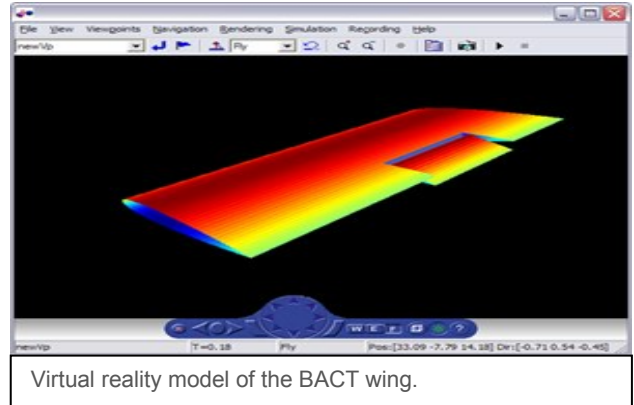 File View Viewpoints Navigation Rendering Simulation Recording Help
newVp Fly
W E F ?
newVp T=0.18 Fly Pos:[33.09 -7.79 14.18] Dir:[-0.71 0.54 -0.45]
Virtual reality model of the BACT wing.